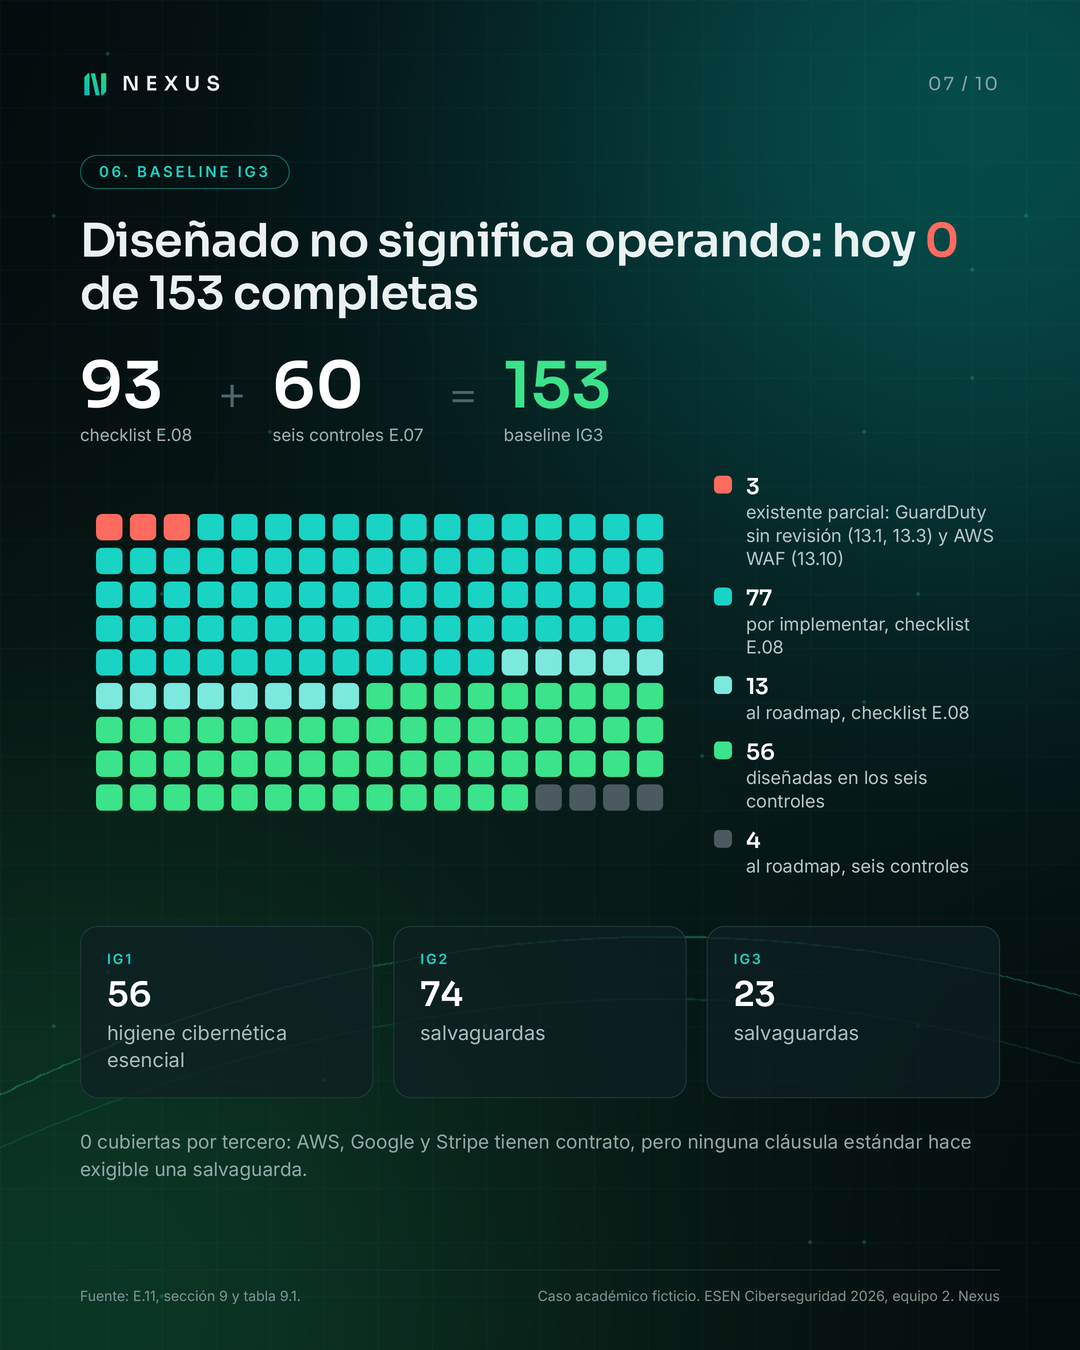 NEXUS
07 / 10
06. BASELINE IG3
Diseñado no significa operando: hoy 0
de 153 completas
93 + 60 = 153
checklist E.08
seis controles E.07
baseline IG3
3
existente parcial: GuardDuty
sin revisión (13.1, 13.3) y AWS
WAF (13.10)
77
por implementar, checklist
E.08
13
al roadmap, checklist E.08
56
diseñadas en los seis
controles
4
al roadmap, seis controles
IG1
56
higiene cibernética
esencial
IG2
74
salvaguardas
IG3
23
salvaguardas
0 cubiertas por tercero: AWS, Google y Stripe tienen contrato, pero ninguna cláusula estándar hace
exigible una salvaguarda.
Fuente: E.11, sección 9 y tabla 9.1.
Caso académico ficticio. ESEN Ciberseguridad 2026, equipo 2. Nexus